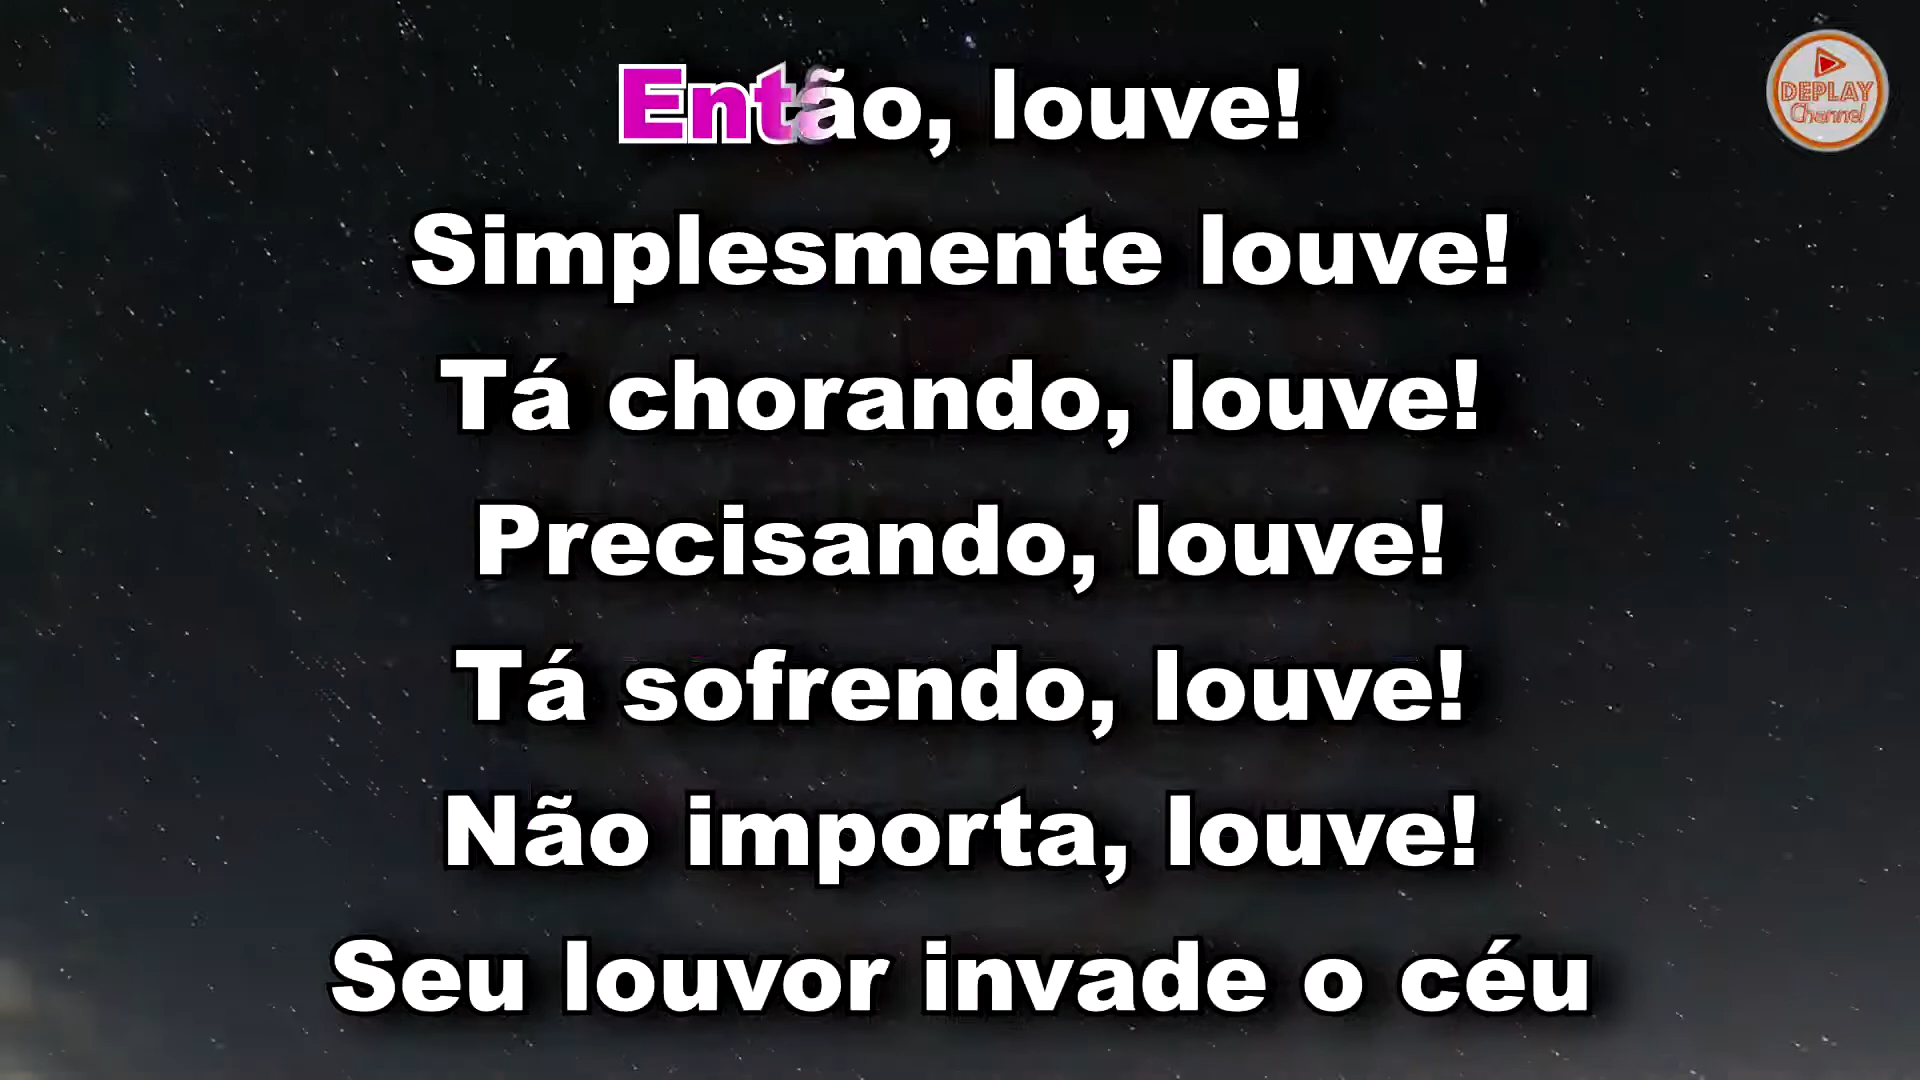 Então, louve!
DEPLAY
Channel
Simplesmente louve!
Tá chorando, louve!
Precisando, louve!
Tá sofrendo, louve!
Não importa, louve!
Seu louvor invade o céu